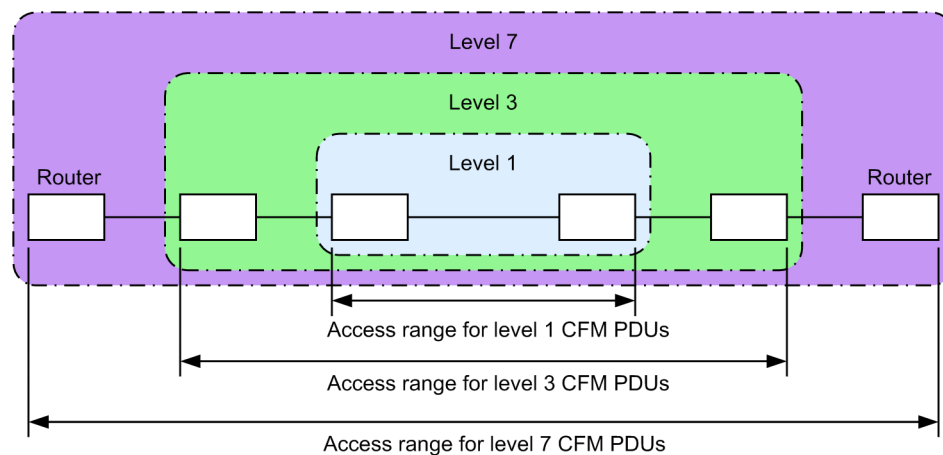 Level 7
Level 3
Level 1
Router
Router
Access range for level 1 CFM PDUs
Access range for level 3 CFM PDUs
Access range for level 7 CFM PDUs